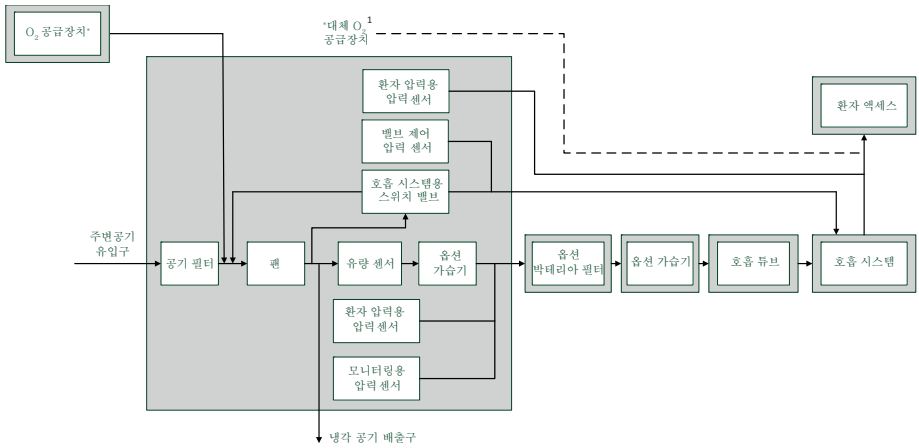 O₂ 공급장치*
*대체 O₂¹
공급장치
환자 압력용
압력 센서
환자 액세스
밸브 제어
압력 센서
호흡 시스템용
스위치 밸브
주변공기
유입구
공기 필터
팬
유량 센서
옵션
가습기
옵션
박테리아 필터
옵션 가습기
호흡 튜브
호흡 시스템
환자 압력용
압력 센서
모니터링용
압력 센서
냉각 공기 배출구